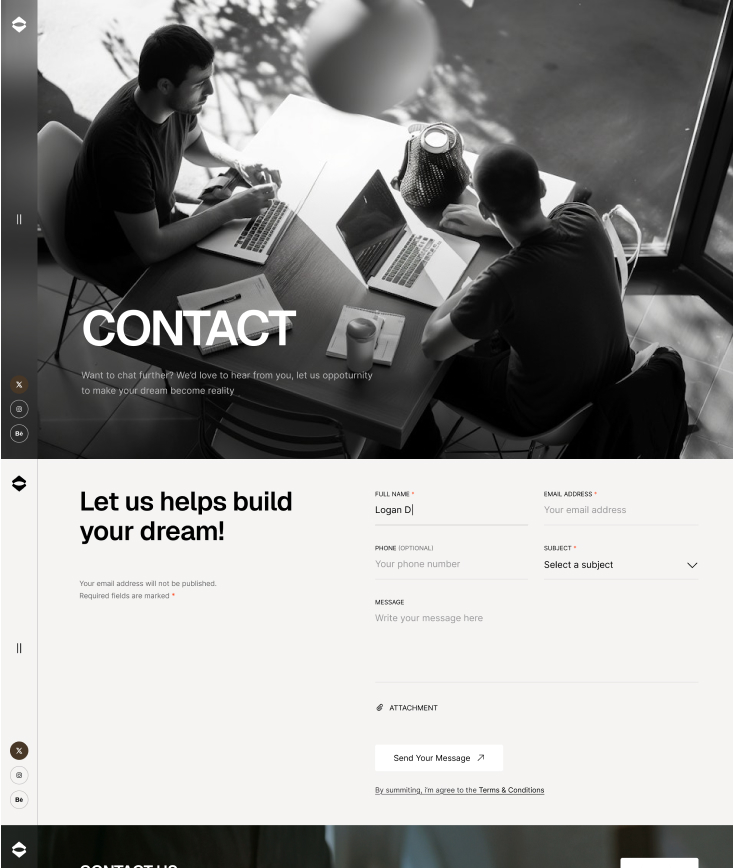 CONTACT
Want to chat further? We'd love to hear from you, let us oppoturnity
to make your dream become reality
𝕏
Bē
Let us helps build
your dream!
Your email address will not be published.
Required fields are marked *
FULL NAME *
EMAIL ADDRESS *
Logan D
Your email address
PHONE (OPTIONAL)
SUBJECT *
Your phone number
Select a subject
MESSAGE
Write your message here
ATTACHMENT
Send Your Message
By summiting, i'm agree to the Terms & Conditions
𝕏
Bē
CONTACT US